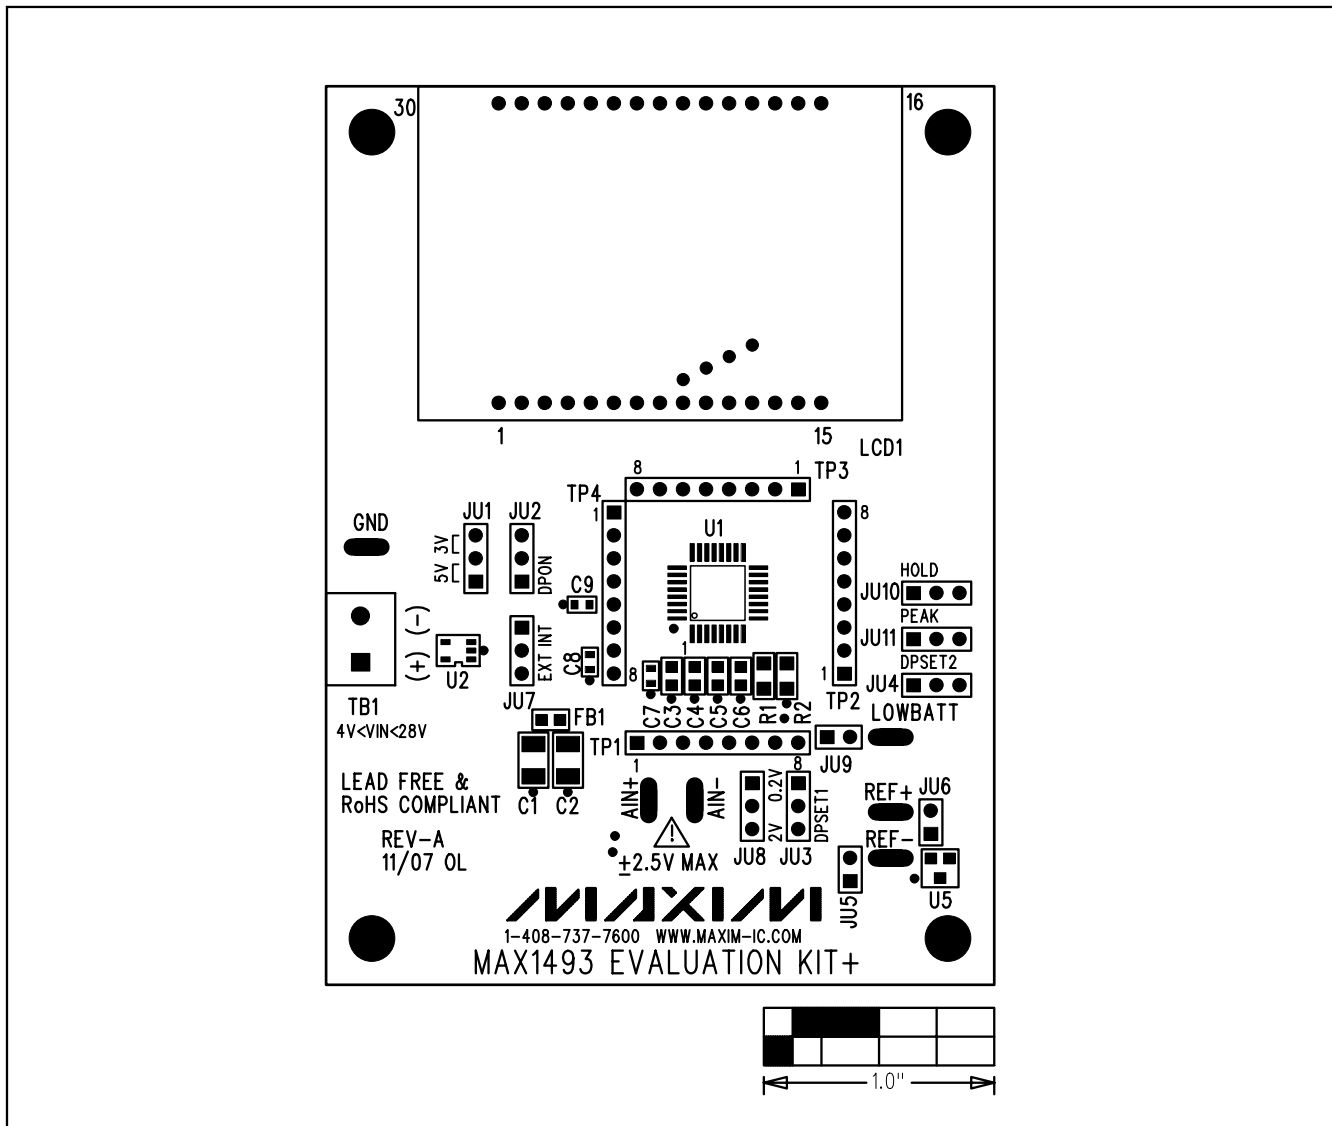 30
16
1
15
LCD1
8
1
TP3
TP4
1
JU1
JU2
U1
8
GND
3V
5V
DPON
C9
HOLD
JU10
PEAK
JU11
DPSET2
JU4
(-)
(+)
U2
EXT INT
JU7
C8
8
1
1
TP2
TB1
4V<VIN<28V
C7
C3
C4
C5
C6
R1
R2
LOWBATT
FB1
TP1
1
8
JU9
LEAD FREE &
RoHS COMPLIANT
C1
C2
AIN+
AIN-
0.2V
2V
DPSET1
REF+
JU6
REF-
REV-A
11/07 OL
±2.5V MAX
!
JU8
JU3
JU5
U5
MAXIM
1-408-737-7600 WWW.MAXIM-IC.COM
MAX1493 EVALUATION KIT+
1.0"